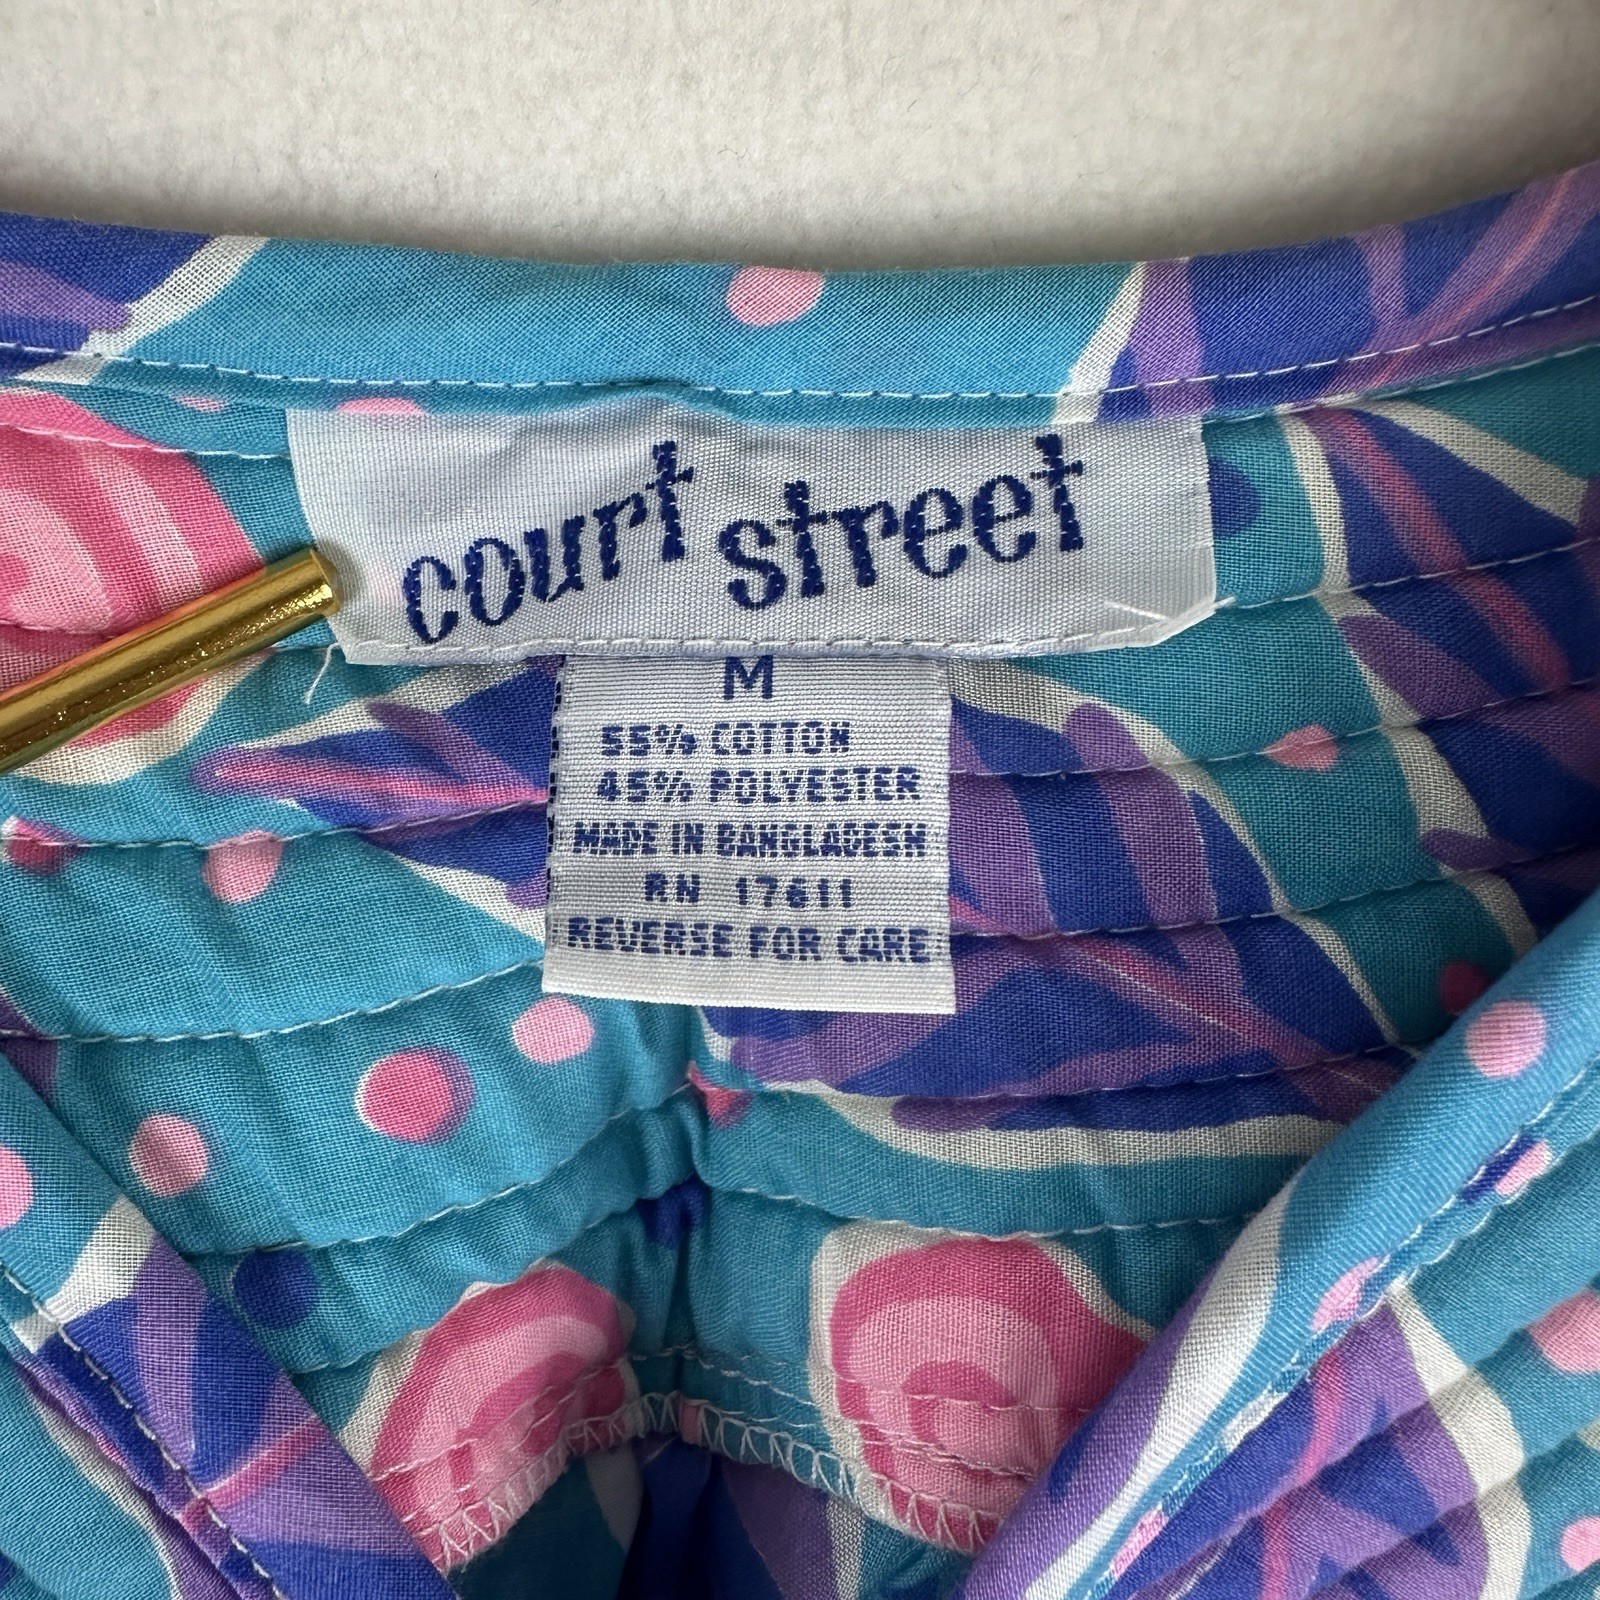 court street
M
55% COTTON
45% POLYESTER
MADE IN BANGLADESH
RN 17611
REVERSE FOR CARE